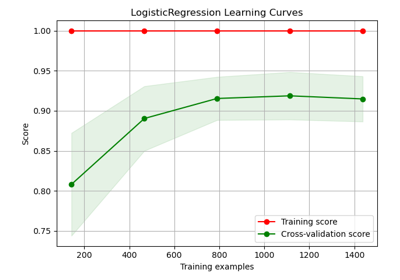 LogisticRegression Learning Curves
1.00
0.95
0.90
0.85
0.80
0.75
Score
Training score
Cross-validation score
200
400
600
800
1000
1200
1400
Training examples